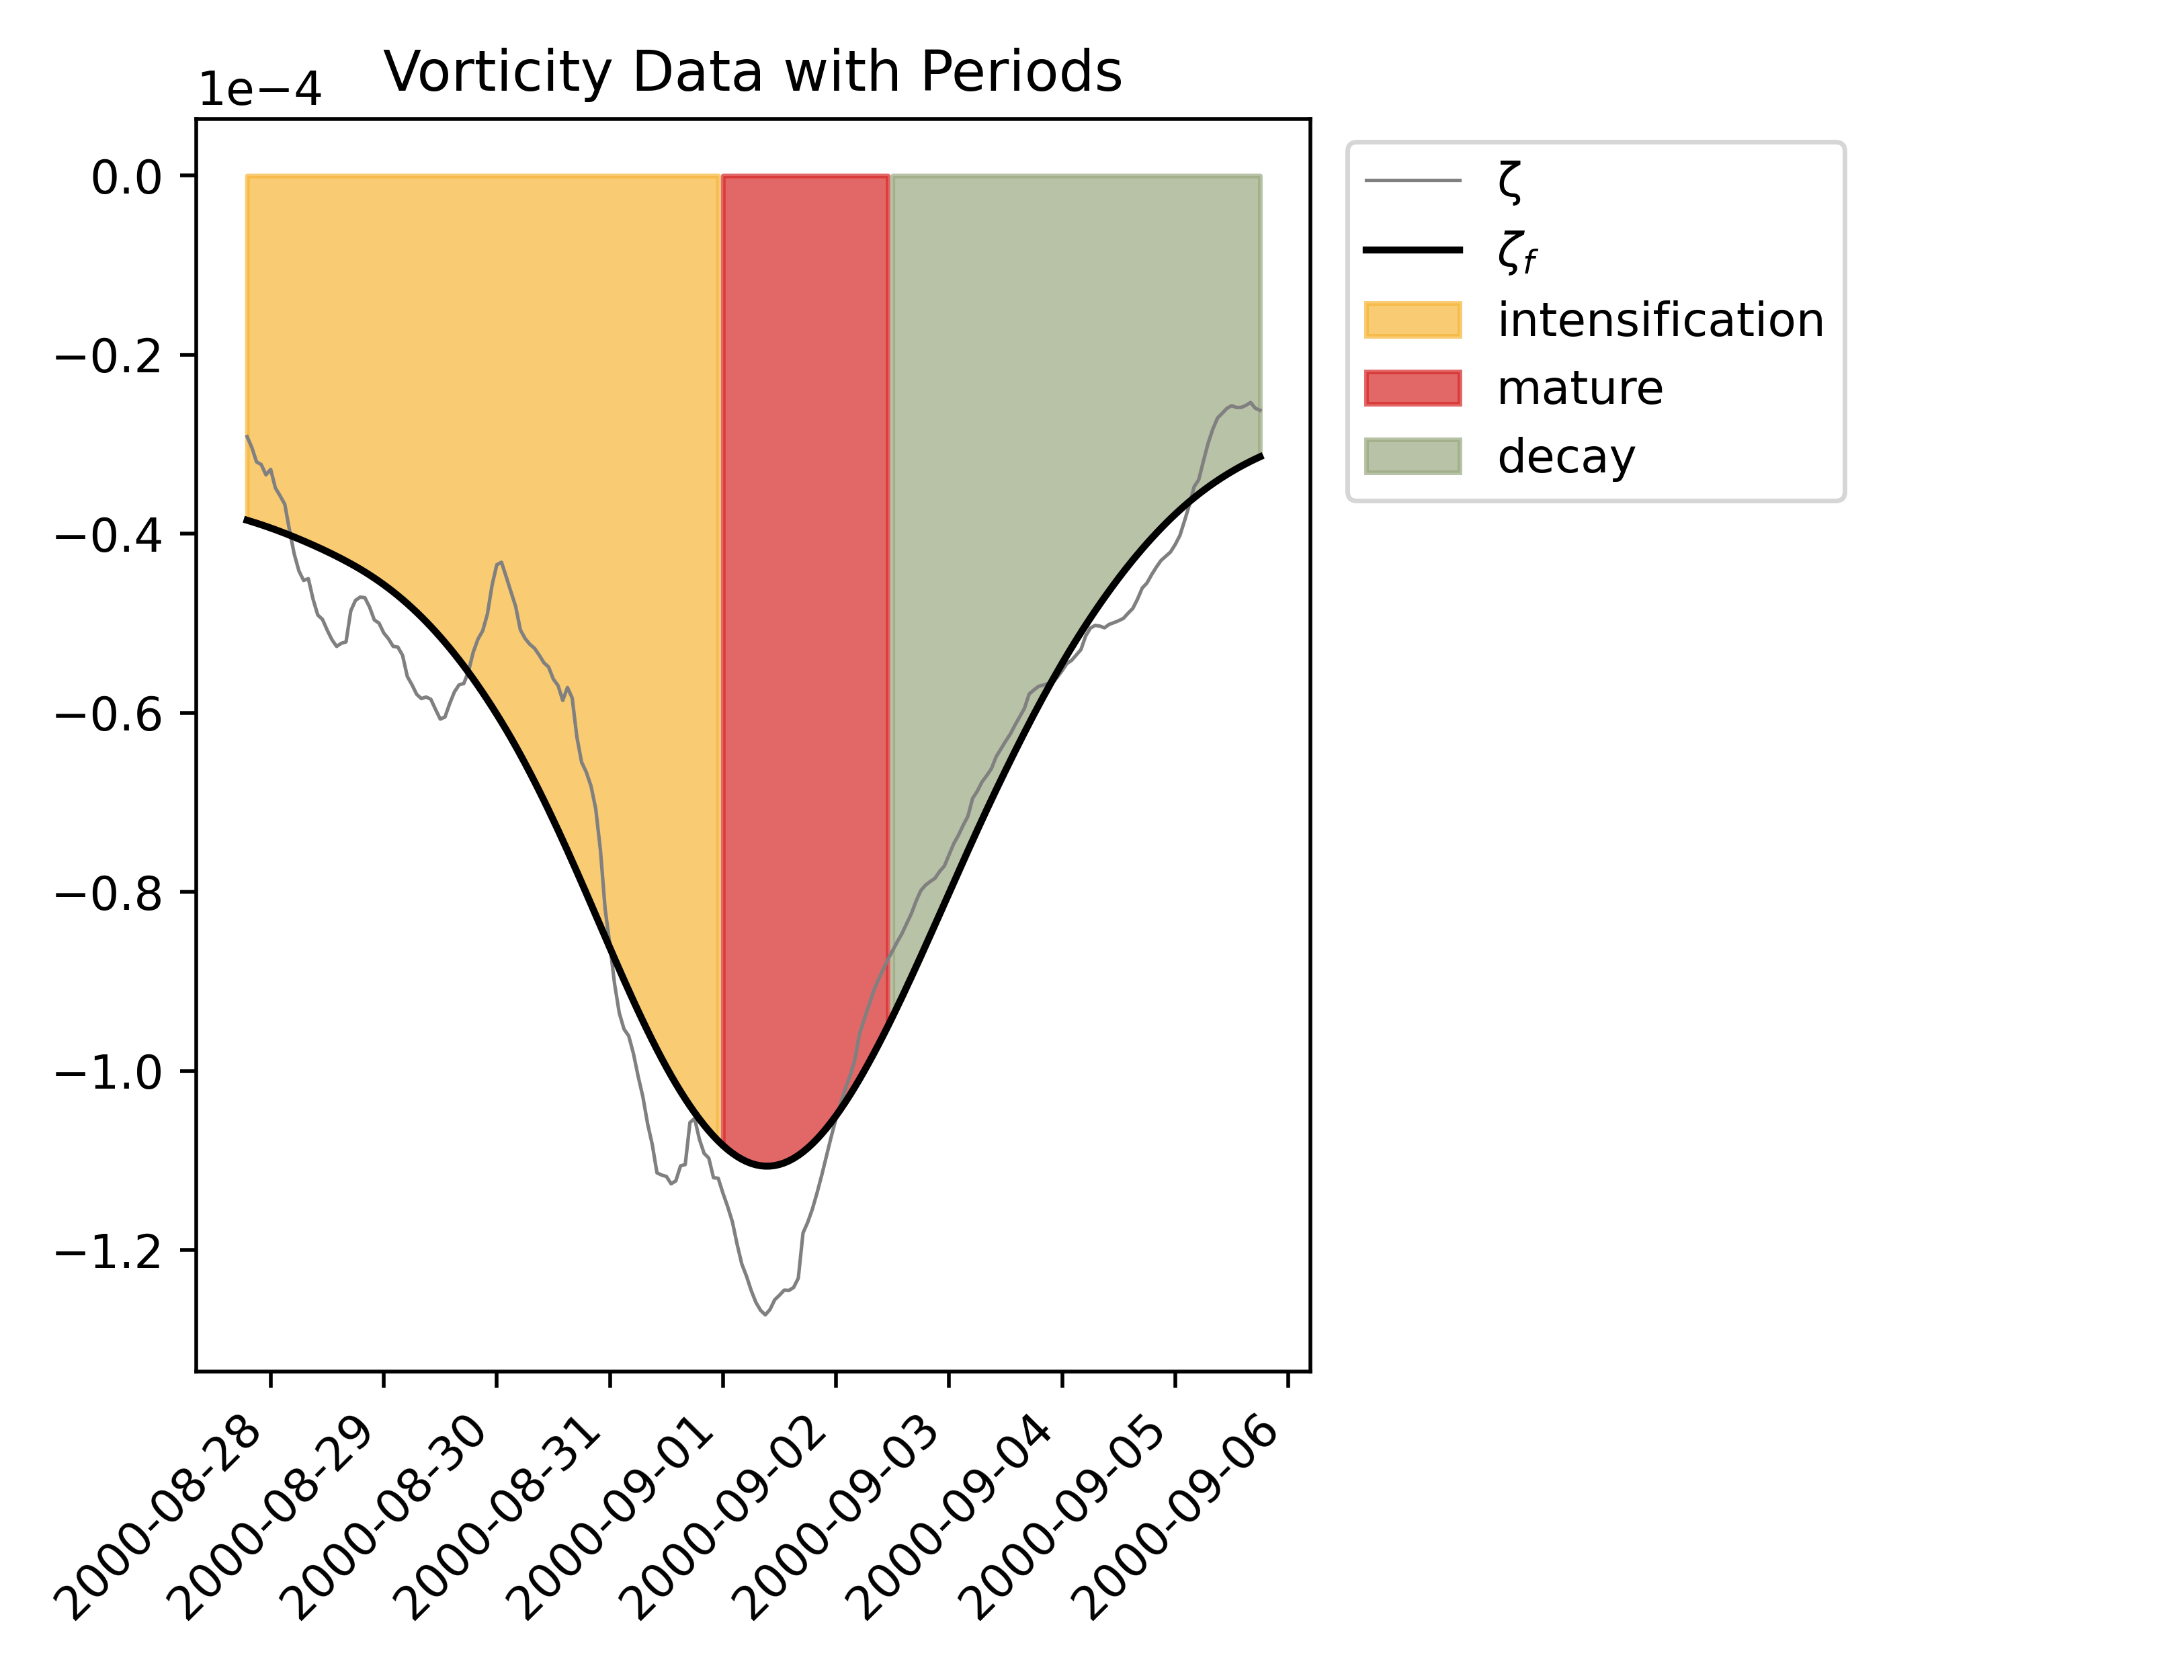 Vorticity Data with Periods
1e−4
0.0
−0.2
−0.4
−0.6
−0.8
−1.0
−1.2
2000-08-28
2000-08-29
2000-08-30
2000-08-31
2000-09-01
2000-09-02
2000-09-03
2000-09-04
2000-09-05
2000-09-06
ζ
ζf
intensification
mature
decay